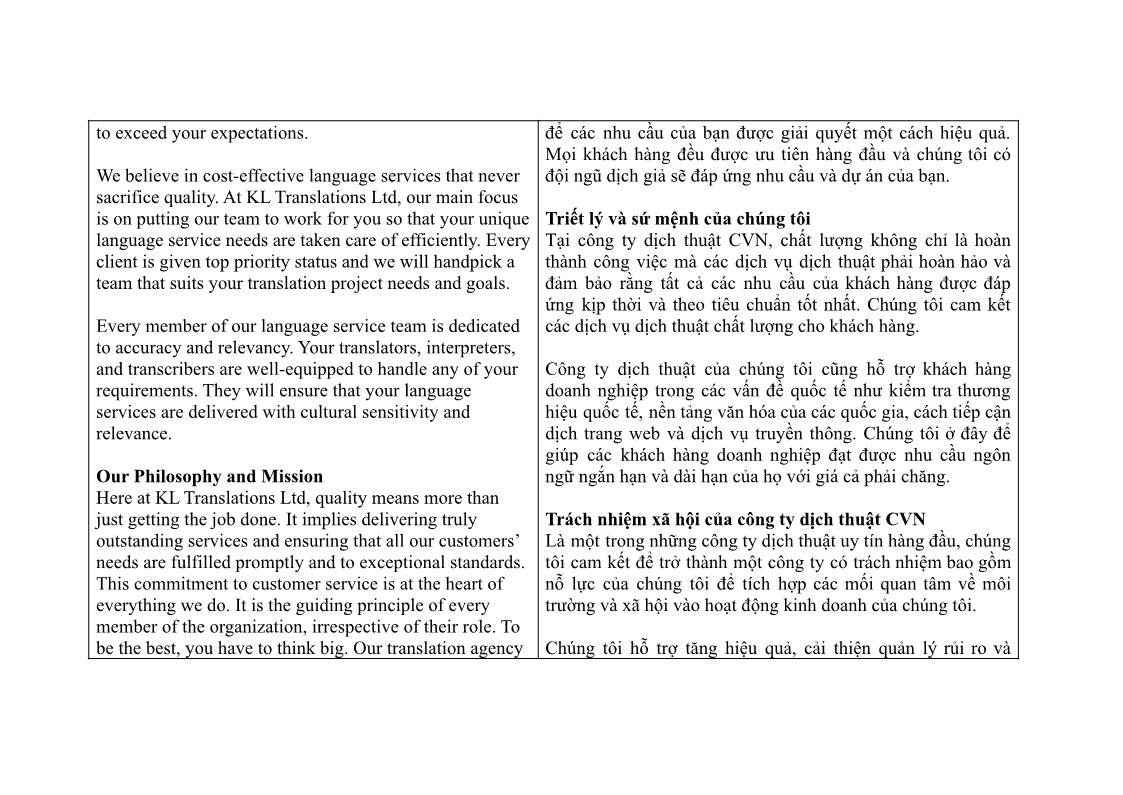 to exceed your expectations.
We believe in cost-effective language services that never
sacrifice quality. At KL Translations Ltd, our main focus
is on putting our team to work for you so that your unique
language service needs are taken care of efficiently. Every
client is given top priority status and we will handpick a
team that suits your translation project needs and goals.
Every member of our language service team is dedicated
to accuracy and relevancy. Your translators, interpreters,
and transcribers are well-equipped to handle any of your
requirements. They will ensure that your language
services are delivered with cultural sensitivity and
relevance.
Our Philosophy and Mission
Here at KL Translations Ltd, quality means more than
just getting the job done. It implies delivering truly
outstanding services and ensuring that all our customers’
needs are fulfilled promptly and to exceptional standards.
This commitment to customer service is at the heart of
everything we do. It is the guiding principle of every
member of the organization, irrespective of their role. To
be the best, you have to think big. Our translation agency
để các nhu cầu của bạn được giải quyết một cách hiệu quả.
Mọi khách hàng đều được ưu tiên hàng đầu và chúng tôi có
đội ngũ dịch giả sẽ đáp ứng nhu cầu và dự án của bạn.
Triết lý và sứ mệnh của chúng tôi
Tại công ty dịch thuật CVN, chất lượng không chỉ là hoàn
thành công việc mà các dịch vụ dịch thuật phải hoàn hảo và
đảm bảo rằng tất cả các nhu cầu của khách hàng được đáp
ứng kịp thời và theo tiêu chuẩn tốt nhất. Chúng tôi cam kết
các dịch vụ dịch thuật chất lượng cho khách hàng.
Công ty dịch thuật của chúng tôi cũng hỗ trợ khách hàng
doanh nghiệp trong các vấn đề quốc tế như kiểm tra thương
hiệu quốc tế, nền tảng văn hóa của các quốc gia, cách tiếp cận
dịch trang web và dịch vụ truyền thông. Chúng tôi ở đây để
giúp các khách hàng doanh nghiệp đạt được nhu cầu ngôn
ngữ ngắn hạn và dài hạn của họ với giá cả phải chăng.
Trách nhiệm xã hội của công ty dịch thuật CVN
Là một trong những công ty dịch thuật uy tín hàng đầu, chúng
tôi cam kết để trở thành một công ty có trách nhiệm bao gồm
nỗ lực của chúng tôi để tích hợp các mối quan tâm về môi
trường và xã hội vào hoạt động kinh doanh của chúng tôi.
Chúng tôi hỗ trợ tăng hiệu quả, cải thiện quản lý rủi ro và